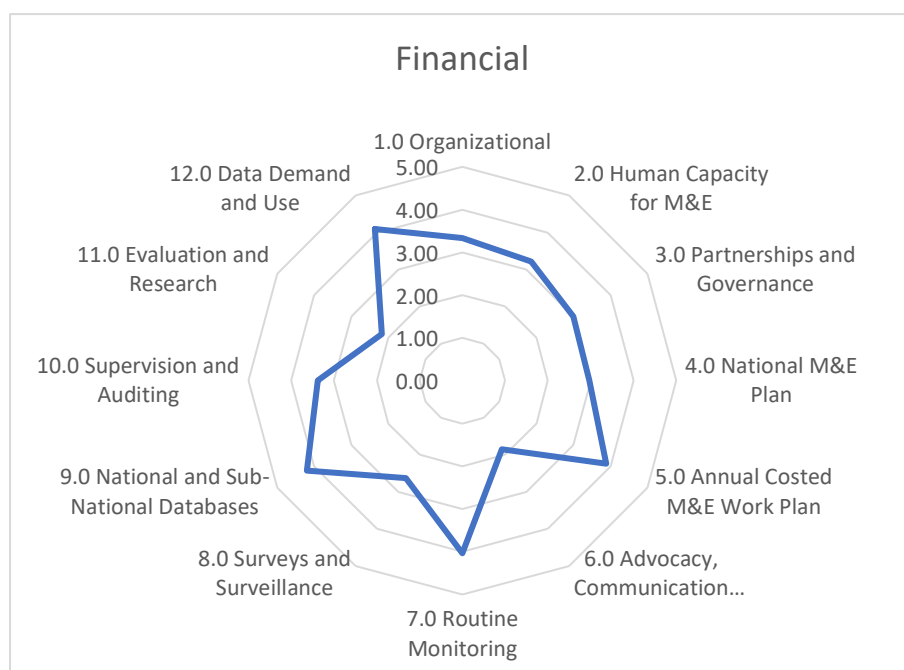 Financial
1.0 Organizational
2.0 Human Capacity
for M&E
3.0 Partnerships and
Governance
4.0 National M&E
Plan
5.0 Annual Costed
M&E Work Plan
6.0 Advocacy,
Communication…
7.0 Routine
Monitoring
8.0 Surveys and
Surveillance
9.0 National and Sub-
National Databases
10.0 Supervision and
Auditing
11.0 Evaluation and
Research
12.0 Data Demand
and Use
5.00
4.00
3.00
2.00
1.00
0.00